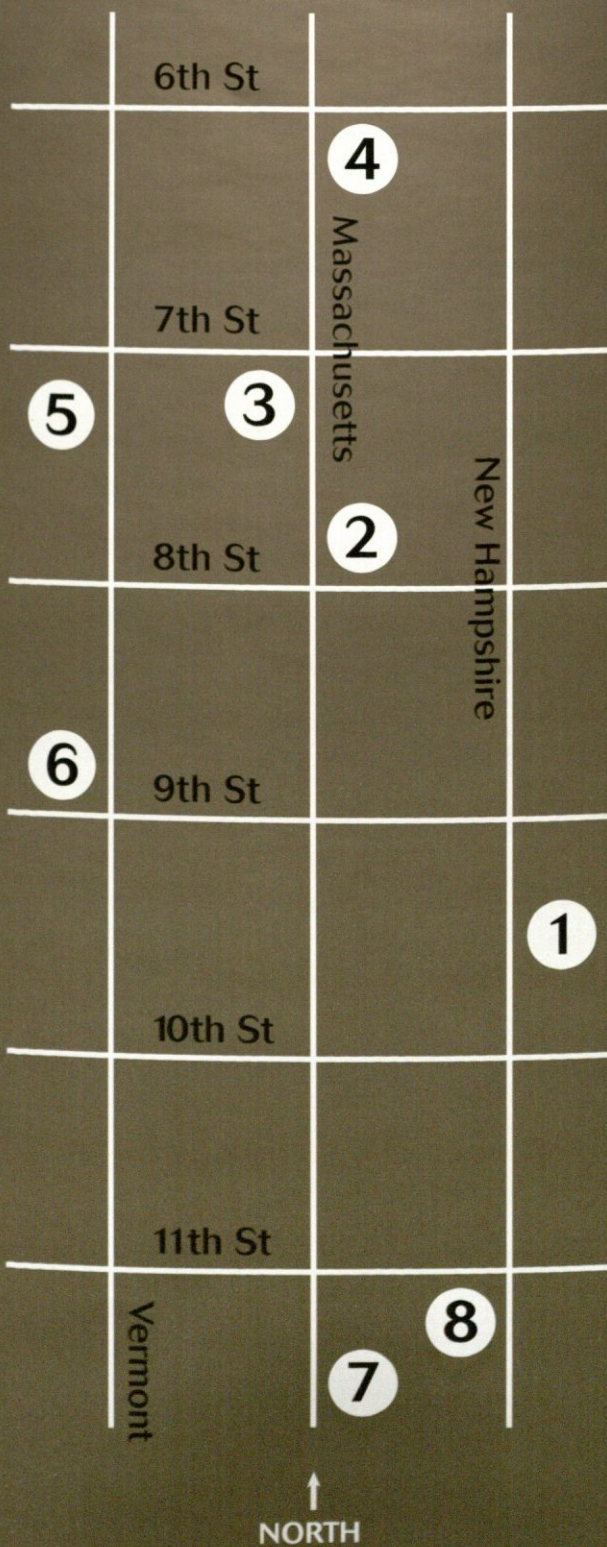 6th St
4
Massachusetts
7th St
5
3
New Hampshire
2
8th St
6
9th St
1
10th St
11th St
Vermont
8
7
NORTH